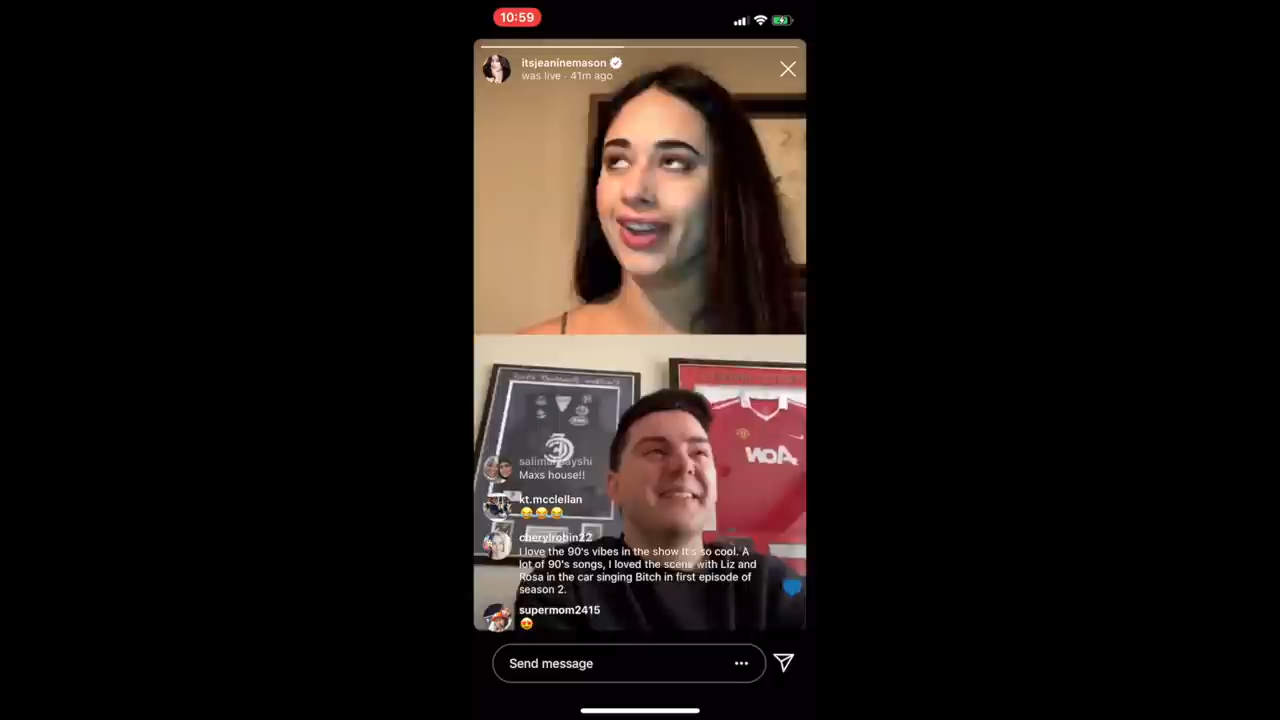 10:59
itsjeaninemason
was live · 41m ago
Maxs house!!
kt.mcclellan
😂😂😂
cherylrobin22
I love the 90's vibes in the show It's so cool. A
lot of 90's songs, I loved the scene with Liz and
Rosa in the car singing Bitch in first episode of
season 2.
supermom2415
😍
AON
Send message